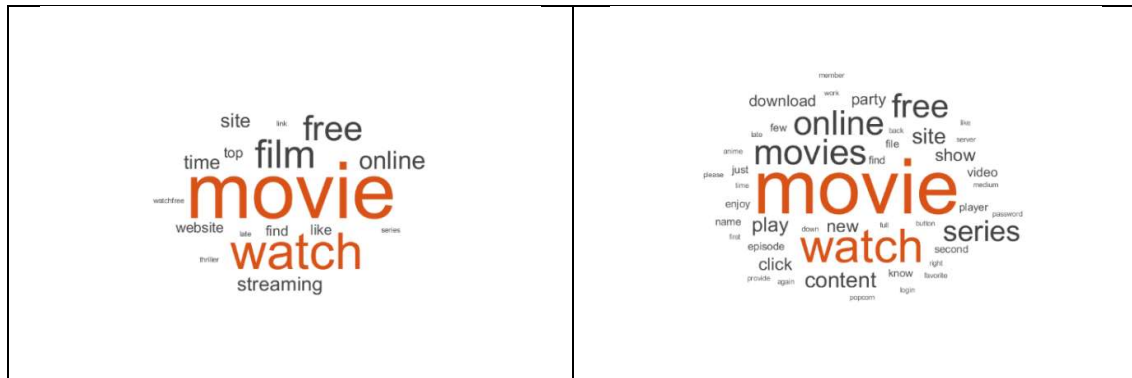 site link free
time top film online
movie
watchfree
website late find like series
thriller watch
streaming
member
download work party free
late few online back file site like server
anime movies find show
please just video
time movie medium
enjoy player
name play down new full button password
first series
episode watch second
click right
provide again content know favorite
popcorn login